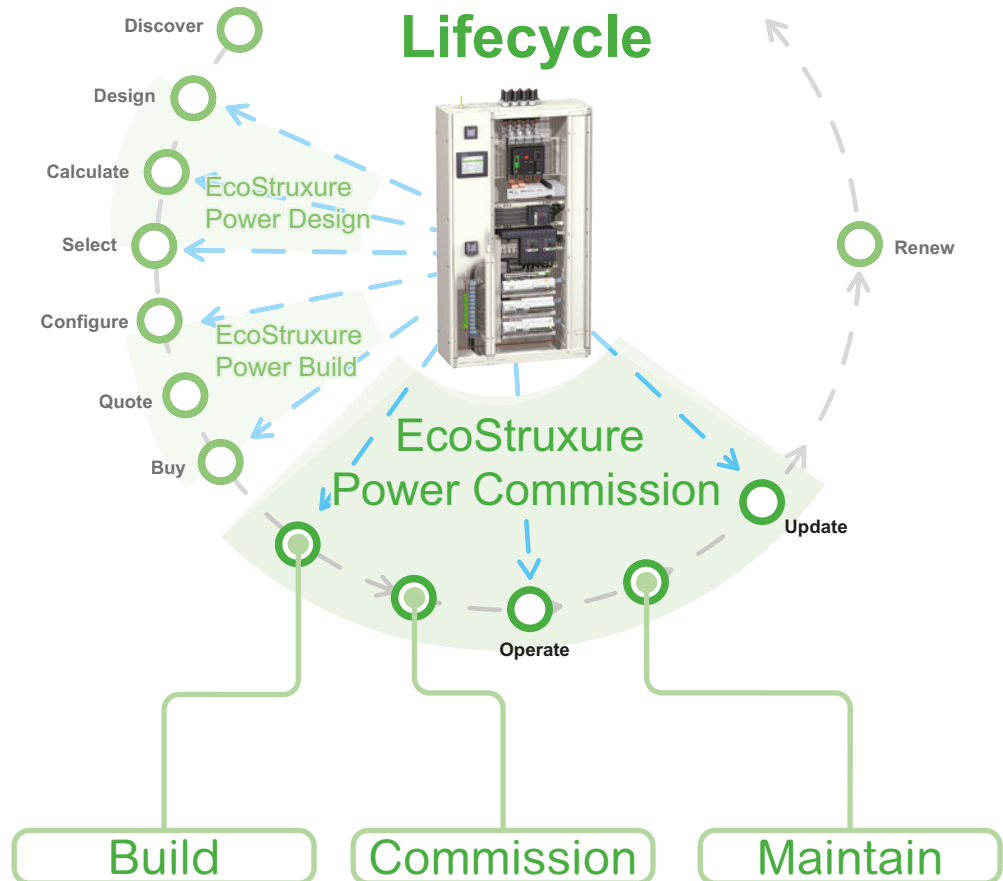 Lifecycle
Discover
Design
Calculate
EcoStruxure
Power Design
Select
Renew
Configure
EcoStruxure
Power Build
Quote
Buy
EcoStruxure
Power Commission
Update
Operate
Build
Commission
Maintain